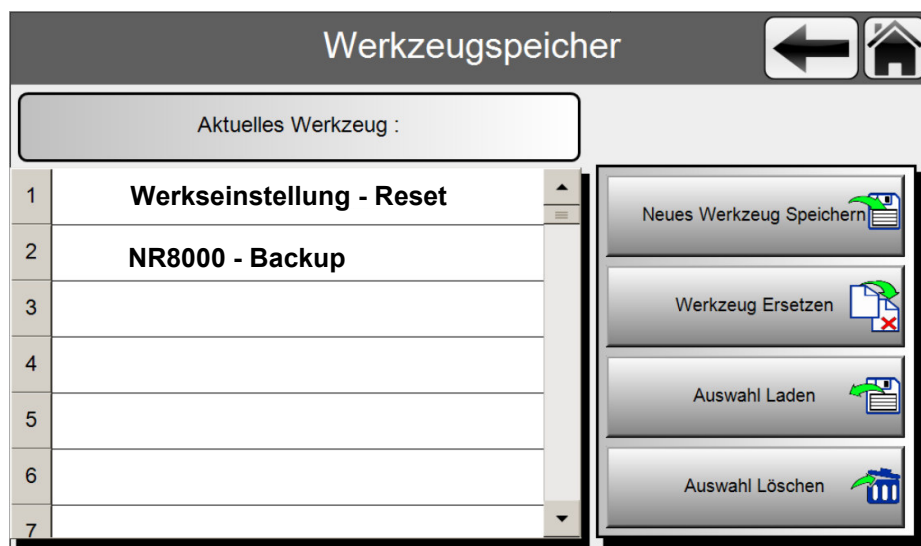 Werkzeugspeicher
Aktuelles Werkzeug :
1 Werkseinstellung - Reset
2 NR8000 - Backup
3
4
5
6
7
Neues Werkzeug Speichern
Werkzeug Ersetzen
Auswahl Laden
Auswahl Löschen